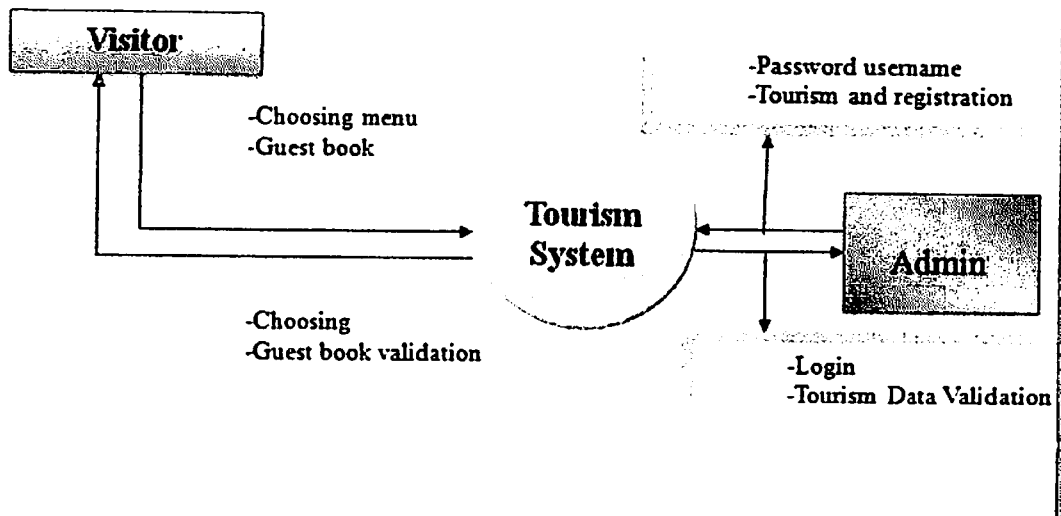 Visitor
-Choosing menu
-Guest book
-Password username
-Tourism and registration
Tourism
System
Admin
-Choosing
-Guest book validation
-Login
-Tourism Data Validation